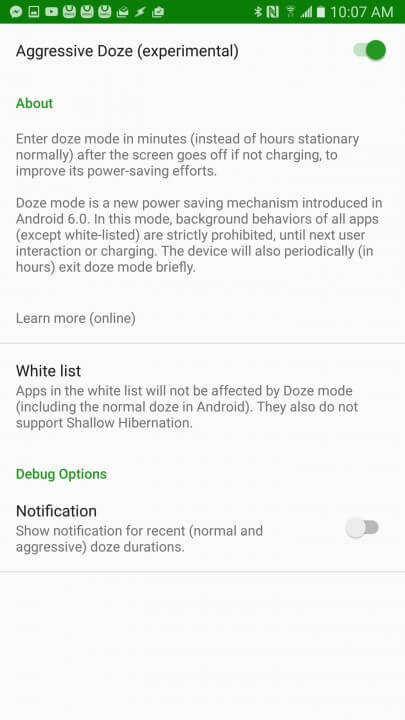 10:07 AM
Aggressive Doze (experimental)
About
Enter doze mode in minutes (instead of hours stationary
normally) after the screen goes off if not charging, to
improve its power-saving efforts.
Doze mode is a new power saving mechanism introduced in
Android 6.0. In this mode, background behaviors of all apps
(except white-listed) are strictly prohibited, until next user
interaction or charging. The device will also periodically (in
hours) exit doze mode briefly.
Learn more (online)
White list
Apps in the white list will not be affected by Doze mode
(including the normal doze in Android). They also do not
support Shallow Hibernation.
Debug Options
Notification
Show notification for recent (normal and
aggressive) doze durations.